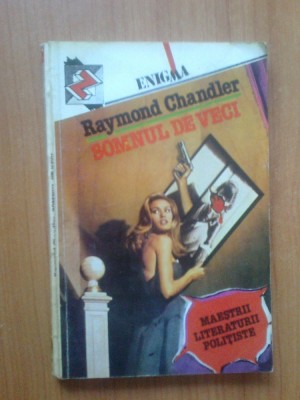 ENIGMA
Raymond Chandler
SOMNUL DE VECI
MAEŞTRII
LITERATURII
POLIŢISTE